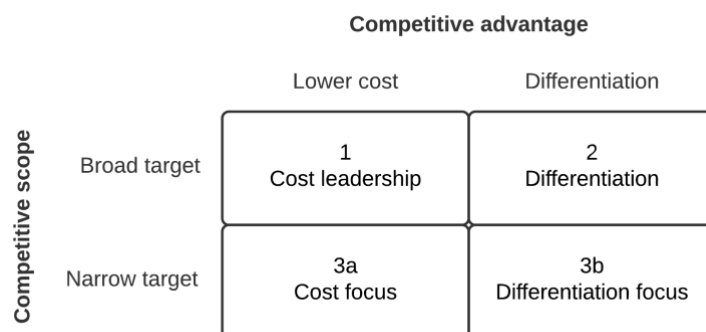 Competitive advantage
Lower cost
Differentiation
Competitive scope
Broad target
1
Cost leadership
2
Differentiation
Narrow target
3a
Cost focus
3b
Differentiation focus